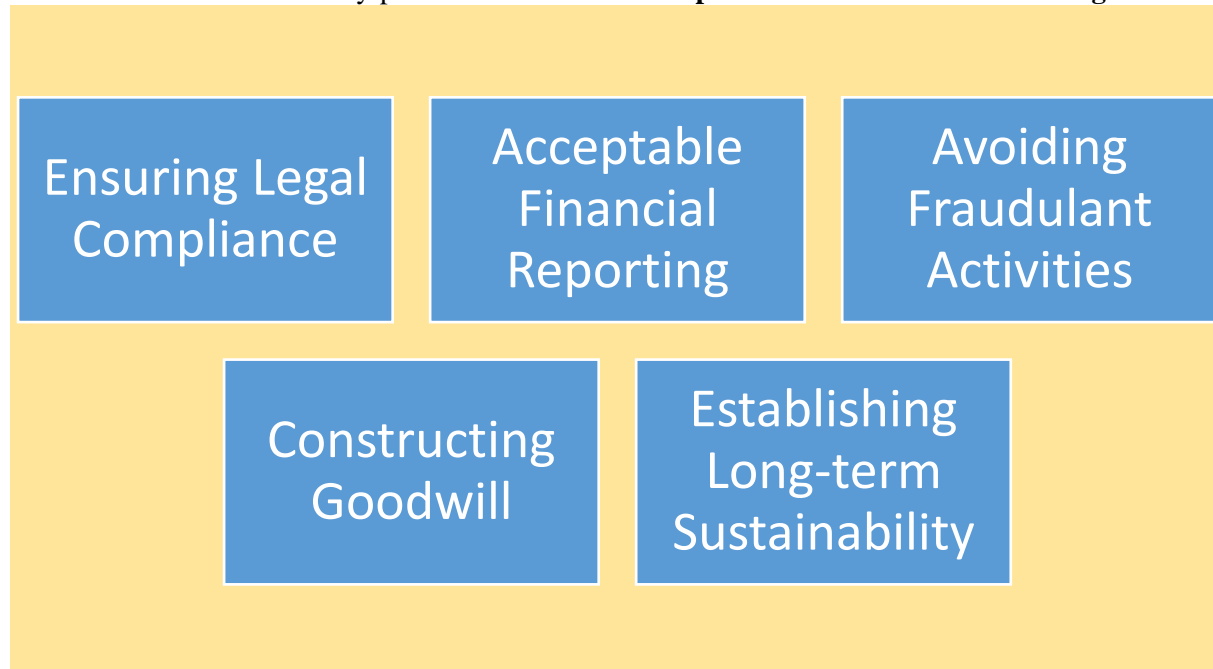 Ensuring Legal
Compliance
Acceptable
Financial
Reporting
Avoiding
Fraudulant
Activities
Constructing
Goodwill
Establishing
Long-term
Sustainability